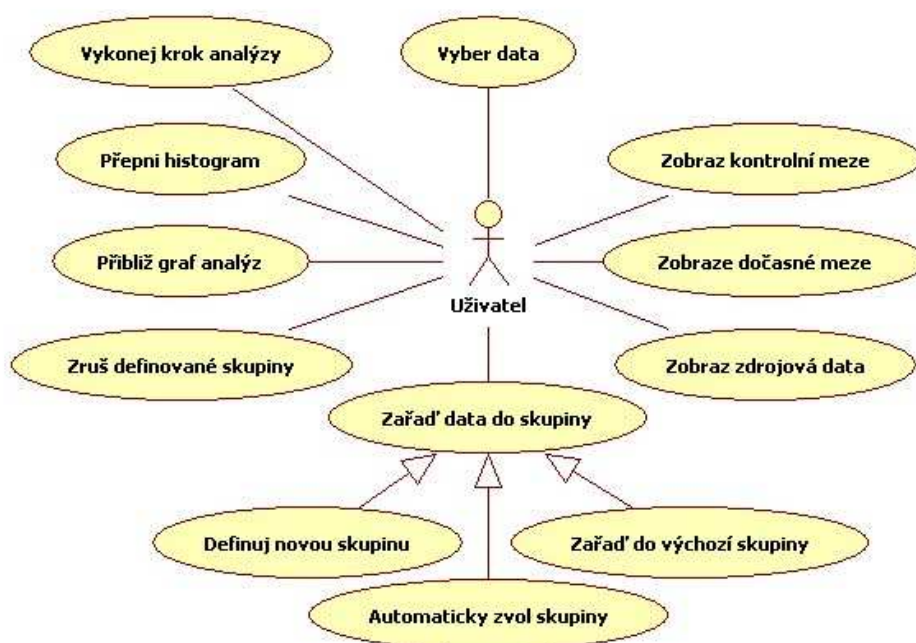 Vykonej krok analýzy
Vyber data
Přepni histogram
Zobraz kontrolní meze
Přibliž graf analýz
Zobraze dočasné meze
Uživatel
Zruš definované skupiny
Zobraz zdrojová data
Zařaď data do skupiny
Definuj novou skupinu
Zařaď do výchozí skupiny
Automaticky zvol skupiny